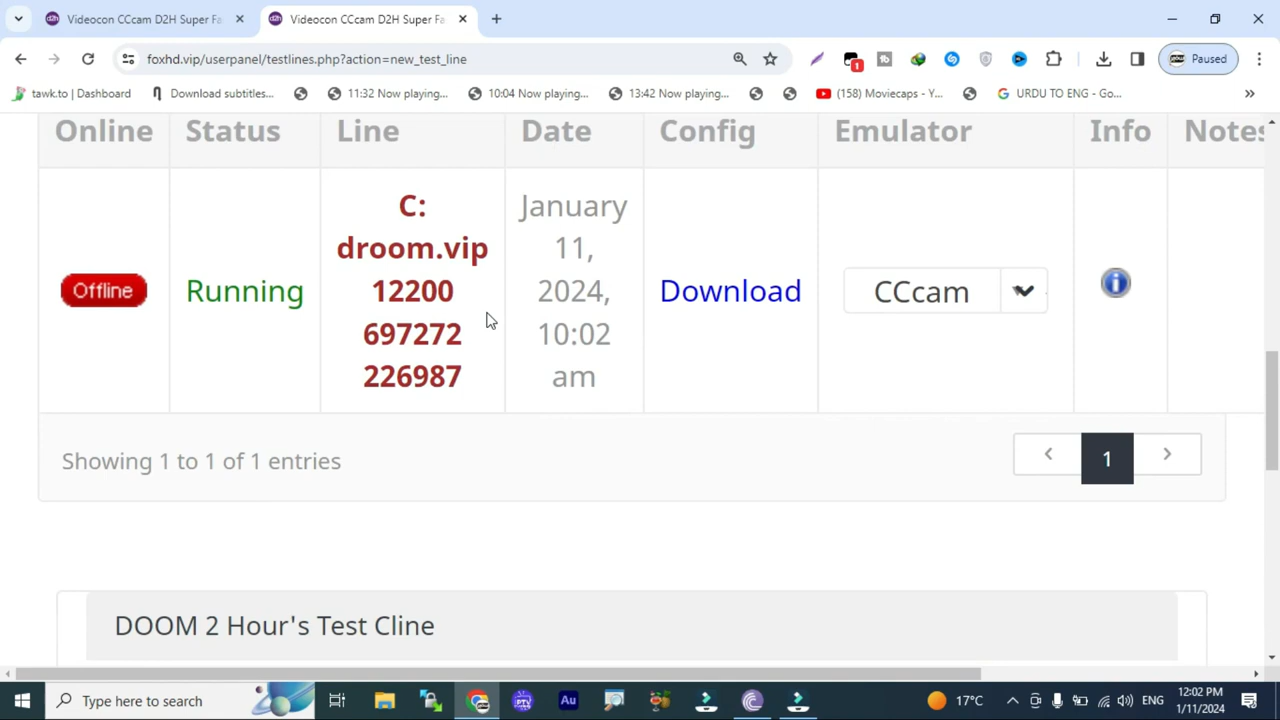 Videocon CCcam D2H Super Fa
Videocon CCcam D2H Super Fa
foxhd.vip/userpanel/testlines.php?action=new_test_line
1
Paused
tawk.to | Dashboard
Download subtitles...
11:32 Now playing...
10:04 Now playing...
13:42 Now playing...
(158) Moviecaps - Y...
URDU TO ENG - Go...
Online
Status
Line
Date
Config
Emulator
Info
Notes
Offline
Running
C:
droom.vip
12200
697272
226987
January
11,
2024,
10:02
am
Download
CCcam
Showing 1 to 1 of 1 entries
1
DOOM 2 Hour's Test Cline
Type here to search
Au
17°C
ENG
12:02 PM
1/11/2024